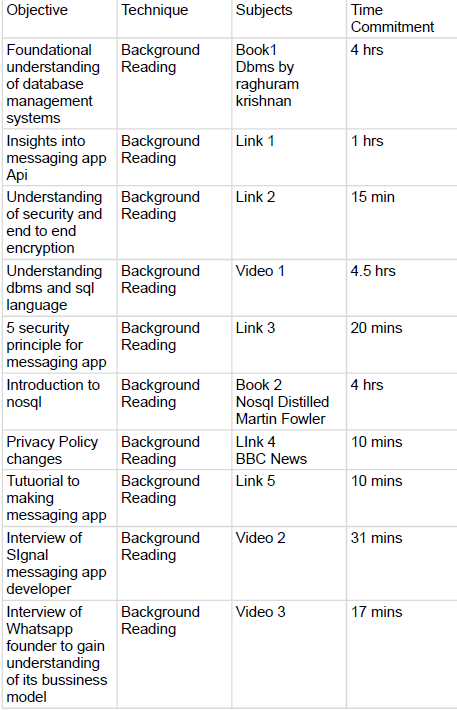 Objective Technique Subjects Time
Commitment
Foundational Background Book1 4 hrs
understanding Reading Dbms by
of database raghuram
management krishnan
systems
Insights into Background Link 1 1 hrs
messaging app Reading
Api
Understanding Background Link 2 15 min
of security and Reading
end to end
encryption
Understanding Background Video 1 4.5 hrs
dbms and sql Reading
language
5 security Background Link 3 20 mins
principle for Reading
messaging app
Introduction to Background Book 2 4 hrs
nosql Reading Nosql Distilled
Martin Fowler
Privacy Policy Background LInk 4 10 mins
changes Reading BBC News
Tutuorial to Background Link 5 10 mins
making Reading
messaging app
Interview of Background Video 2 31 mins
SIgnal Reading
messaging app
developer
Interview of Background Video 3 17 mins
Whatsapp Reading
founder to gain
understanding
of its bussiness
model